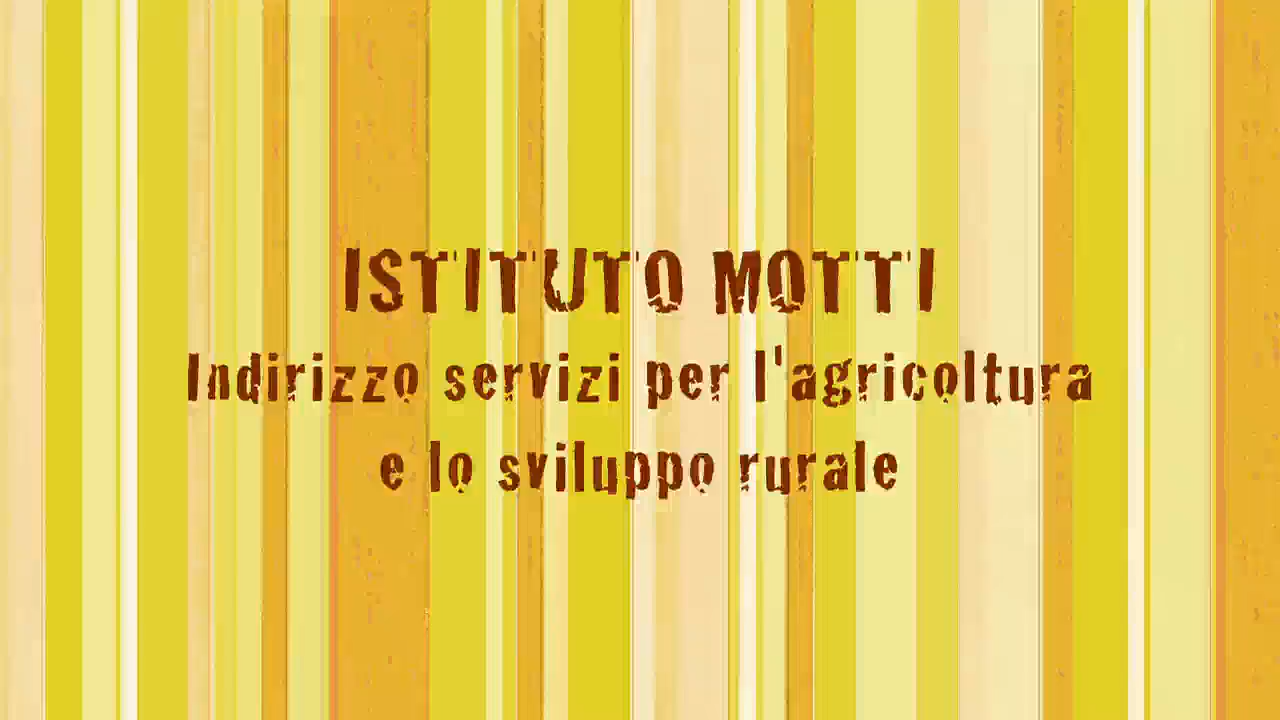 ISTITUTO MOTTI
Indirizzo servizi per l'agricoltura
e lo sviluppo rurale